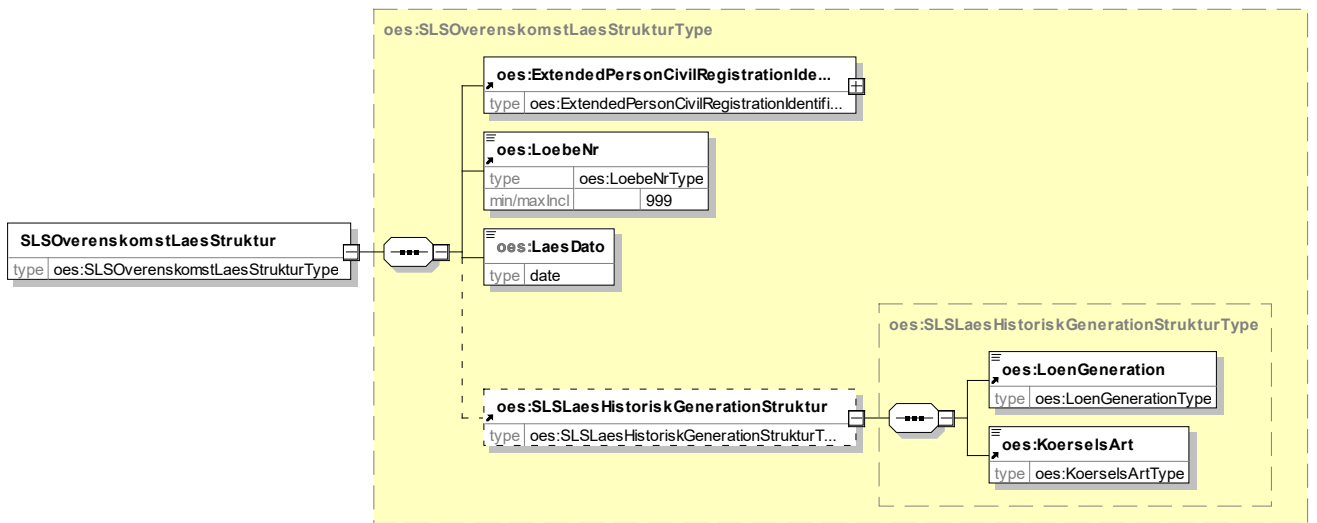 oes:SLSOverenskomstLaesStrukturType
oes:ExtendedPersonCivilRegistrationIde...
type oes:ExtendedPersonCivilRegistrationIdentifi...
oes:LoebeNr
type oes:LoebeNrType
min/maxIncl 999
SLSOverenskomstLaesStruktur
type oes:SLSOverenskomstLaesStrukturType
oes:LaesDato
type date
oes:SLSLaesHistoriskGenerationStruktur
type oes:SLSLaesHistoriskGenerationStrukturT...
oes:SLSLaesHistoriskGenerationStrukturType
oes:LoenGeneration
type oes:LoenGenerationType
oes:KoerselsArt
type oes:KoerselsArtType